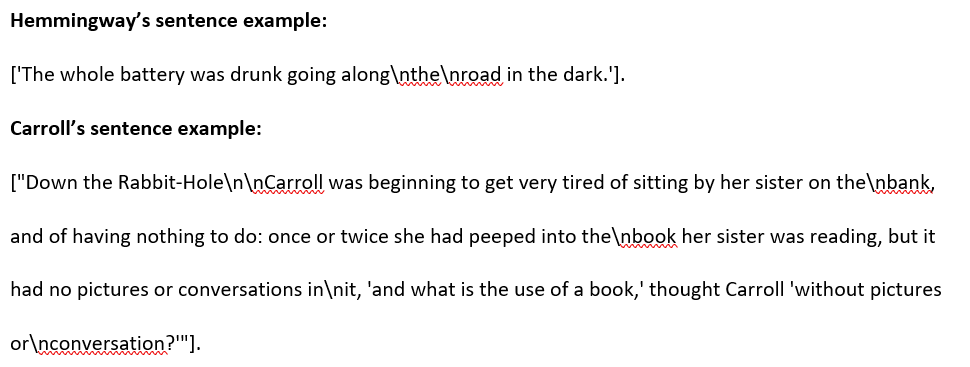 Hemmingway’s sentence example:
['The whole battery was drunk going along\nthe\nroad in the dark.'].
Carroll’s sentence example:
["Down the Rabbit-Hole\n\nCarroll was beginning to get very tired of sitting by her sister on the\nbank,
and of having nothing to do: once or twice she had peeped into the\nbook her sister was reading, but it
had no pictures or conversations in\nit, 'and what is the use of a book,' thought Carroll 'without pictures
or\nconversation?'"].